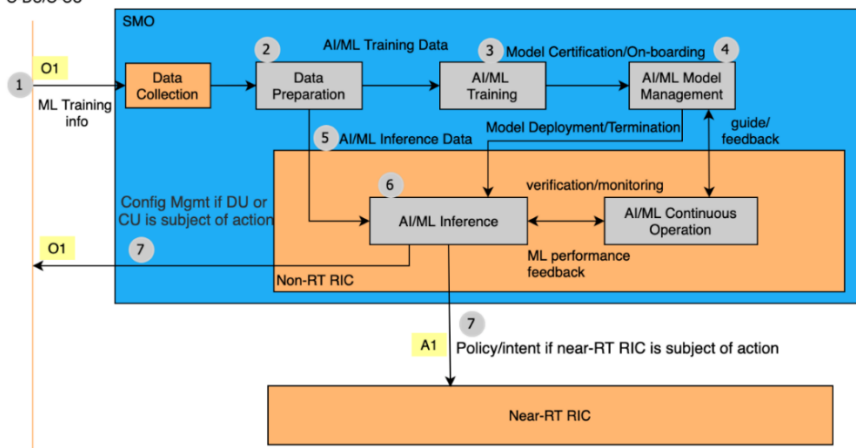 SMO
2
AI/ML Training Data
3
Model Certification/On-boarding
4
1
O1
Data
Collection
Data
Preparation
AI/ML
Training
AI/ML Model
Management
ML Training
info
5
AI/ML Inference Data
Model Deployment/Termination
guide/
feedback
Config Mgmt if DU or
CU is subject of action
6
verification/monitoring
AI/ML Inference
AI/ML Continuous
Operation
O1
7
ML performance
feedback
Non-RT RIC
7
A1
Policy/intent if near-RT RIC is subject of action
Near-RT RIC